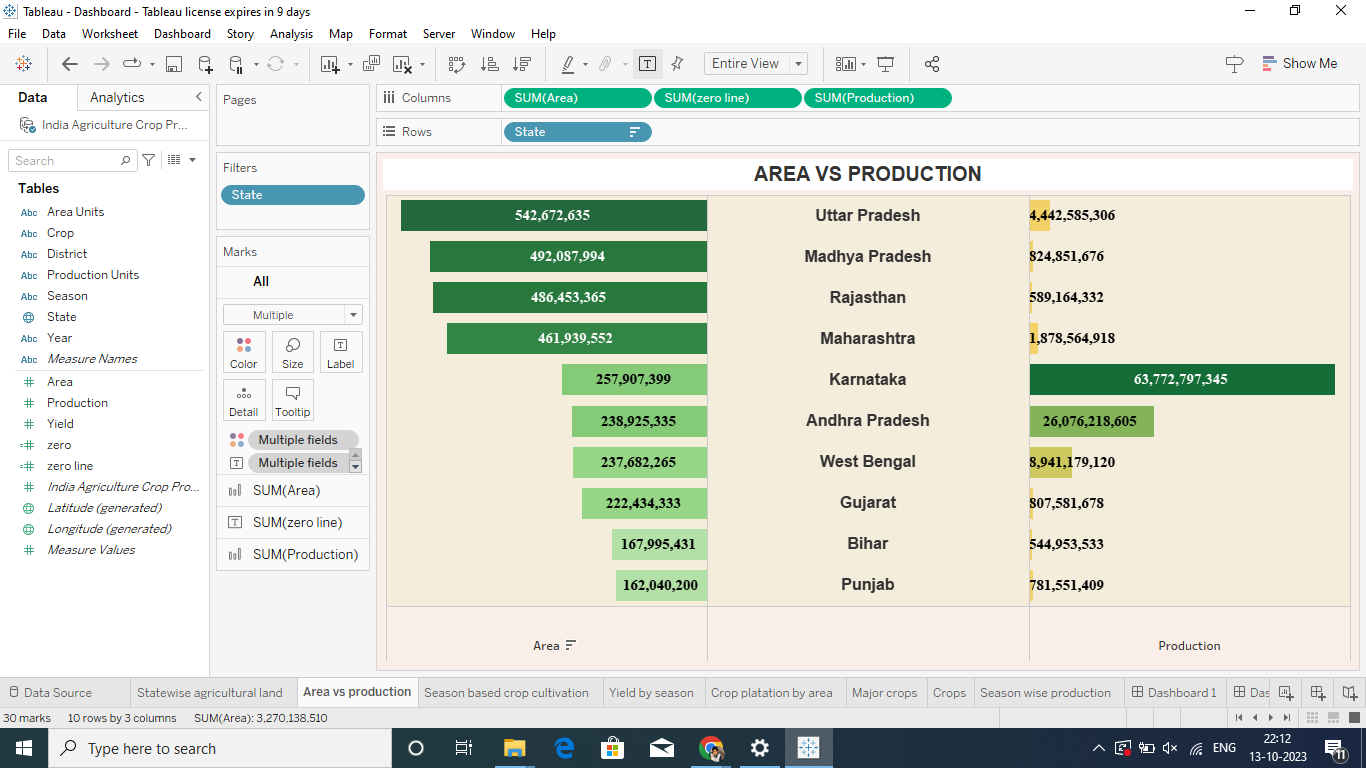 Tableau - Dashboard - Tableau license expires in 9 days
File Data Worksheet Dashboard Story Analysis Map Format Server Window Help
Entire View
Show Me
Data Analytics
India Agriculture Crop Pr...
Search
Tables
Abc Area Units
Abc Crop
Abc District
Abc Production Units
Abc Season
State
Abc Year
Abc Measure Names
# Area
# Production
# Yield
=# zero
=# zero line
# India Agriculture Crop Pro...
Latitude (generated)
Longitude (generated)
# Measure Values
Pages
Filters
State
Marks
All
Multiple
Color Size Label
Detail Tooltip
Multiple fields
Multiple fields
SUM(Area)
SUM(zero line)
SUM(Production)
Columns SUM(Area) SUM(zero line) SUM(Production)
Rows State
AREA VS PRODUCTION
542,672,635 Uttar Pradesh 4,442,585,306
492,087,994 Madhya Pradesh 824,851,676
486,453,365 Rajasthan 589,164,332
461,939,552 Maharashtra 1,878,564,918
257,907,399 Karnataka 63,772,797,345
238,925,335 Andhra Pradesh 26,076,218,605
237,682,265 West Bengal 8,941,179,120
222,434,333 Gujarat 807,581,678
167,995,431 Bihar 544,953,533
162,040,200 Punjab 781,551,409
Area Production
Data Source Statewise agricultural land Area vs production Season based crop cultivation Yield by season Crop platation by area Major crops Crops Season wise production Dashboard 1 Das
30 marks 10 rows by 3 columns SUM(Area): 3,270,138,510
Type here to search
ENG
22:12
13-10-2023
11